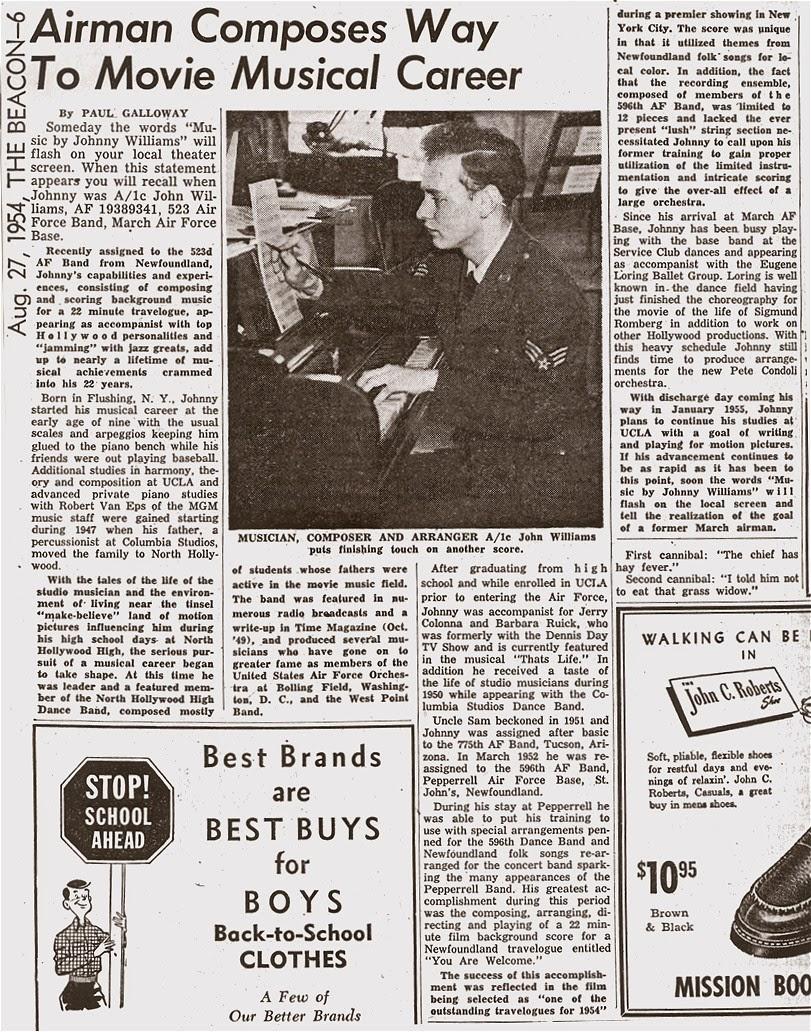 Aug. 27, 1954, THE BEACON—6
Airman Composes Way
To Movie Musical Career
By PAUL GALLOWAY
Someday the words "Mu-
sic by Johnny Williams" will
flash on your local theater
screen. When this statement
appears you will recall when
Johnny was A/1c John Wil-
liams, AF 19389341, 523 Air
Force Band, March Air Force
Base.
Recently assigned to the 523d
AF Band from Newfoundland,
Johnny's capabilities and experi-
ences, consisting of composing
and scoring background music
for a 22 minute travelogue, ap-
pearing as accompanist with top
Hollywood personalities and
"jamming" with jazz greats, add
up to nearly a lifetime of mu-
sical achievements crammed
into his 22 years.
Born in Flushing, N. Y., Johnny
started his musical career at the
early age of nine with the usual
scales and arpeggios keeping him
glued to the piano bench while his
friends were out playing baseball.
Additional studies in harmony, the-
ory and composition at UCLA and
advanced private piano studies
with Robert Van Eps of the MGM
music staff were gained starting
during 1947 when his father, a
percussionist at Columbia Studios,
moved the family to North Holly-
wood.
With the tales of the life of the
studio musician and the environ-
ment of living near the tinsel
"make-believe" land of motion
pictures influencing him during
his high school days at North
Hollywood High, the serious pur-
suit of a musical career began
to take shape. At this time he
was leader and a featured mem-
ber of the North Hollywood High
Dance Band, composed mostly
MUSICIAN, COMPOSER AND ARRANGER A/1c John Williams
puts finishing touch on another score.
of students whose fathers were
active in the movie music field.
The band was featured in nu-
merous radio broadcasts and a
write-up in Time Magazine (Oct.
'49), and produced several mu-
sicians who have gone on to
greater fame as members of the
United States Air Force Orches-
tra at Bolling Field, Washing-
ton, D. C., and the West Point
Band.
After graduating from high
school and while enrolled in UCLA
prior to entering the Air Force,
Johnny was accompanist for Jerry
Colonna and Barbara Ruick, who
was formerly with the Dennis Day
TV Show and is currently featured
in the musical "Thats Life." In
addition he received a taste of
the life of studio musicians during
1950 while appearing with the Co-
lumbia Studios Dance Band.
Uncle Sam beckoned in 1951 and
Johnny was assigned after basic
to the 775th AF Band, Tucson, Ari-
zona. In March 1952 he was re-
assigned to the 596th AF Band,
Pepperrell Air Force Base, St.
John's, Newfoundland.
During his stay at Pepperell he
was able to put his training to
use with special arrangements pen-
ned for the 596th Dance Band and
Newfoundland folk songs re-ar-
ranged for the concert band spark-
ing the many appearances of the
Pepperrell Band. His greatest ac-
complishment during this period
was the composing, arranging, di-
recting and playing of a 22 min-
ute film background score for a
Newfoundland travelogue entitled
"You Are Welcome."
The success of this accomplish-
ment was reflected in the film
being selected as "one of the
outstanding travelogues for 1954"
during a premier showing in New
York City. The score was unique
in that it utilized themes from
Newfoundland folk songs for lo-
cal color. In addition, the fact
that the recording ensemble,
composed of members of the
596th AF Band, was limited to
12 pieces and lacked the ever
present "lush" string section ne-
cessitated Johnny to call upon his
former training to gain proper
utilization of the limited instru-
mentation and intricate scoring
to give the over-all effect of a
large orchestra.
Since his arrival at March AF
Base, Johnny has been busy play-
ing with the base band at the
Service Club dances and appearing
as accompanist with the Eugene
Loring Ballet Group. Loring is well
known in the dance field having
just finished the choreography for
the movie of the life of Sigmund
Romberg in addition to work on
other Hollywood productions. With
this heavy schedule Johnny still
finds time to produce arrange-
ments for the new Pete Condoli
orchestra.
With discharge day coming his
way in January 1955, Johnny
plans to continue his studies at
UCLA with a goal of writing
and playing for motion pictures.
If his advancement continues to
be as rapid as it has been to
this point, soon the words "Mu-
sic by Johnny Williams" will
flash on the local screen and
tell the realization of the goal
of a former March airman.
First cannibal: "The chief has
hay fever."
Second cannibal: "I told him not
to eat that grass widow."
STOP!
SCHOOL
AHEAD
Best Brands
are
BEST BUYS
for
BOYS
Back-to-School
CLOTHES
A Few of
Our Better Brands
WALKING CAN BE
IN
THE
John C. Roberts
Shoe
Soft, pliable, flexible shoes
for restful days and eve-
nings of relaxin'. John C.
Roberts, Casuals, a great
buy in mens shoes.
$10.95
Brown
& Black
MISSION BOO